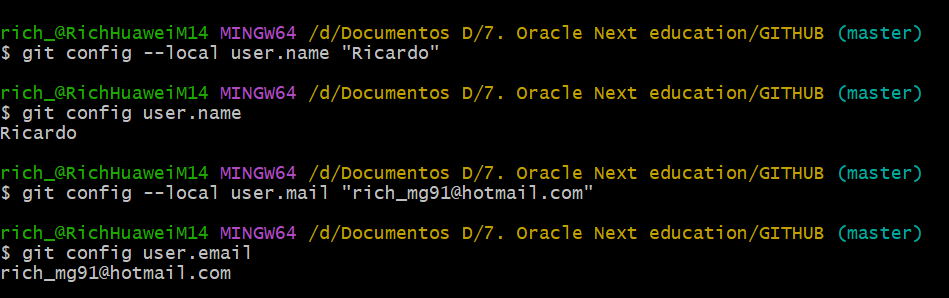 rich_@RichHuaweiM14 MINGW64 /d/Documentos D/7. Oracle Next education/GITHUB (master)
$ git config --local user.name "Ricardo"
rich_@RichHuaweiM14 MINGW64 /d/Documentos D/7. Oracle Next education/GITHUB (master)
$ git config user.name
Ricardo
rich_@RichHuaweiM14 MINGW64 /d/Documentos D/7. Oracle Next education/GITHUB (master)
$ git config --local user.mail "rich_mg91@hotmail.com"
rich_@RichHuaweiM14 MINGW64 /d/Documentos D/7. Oracle Next education/GITHUB (master)
$ git config user.email
rich_mg91@hotmail.com